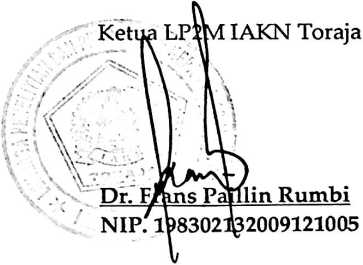 Ketua LP2M IAKN Toraja
Dr. Frans Paillin Rumbi
NIP. 198302132009121005